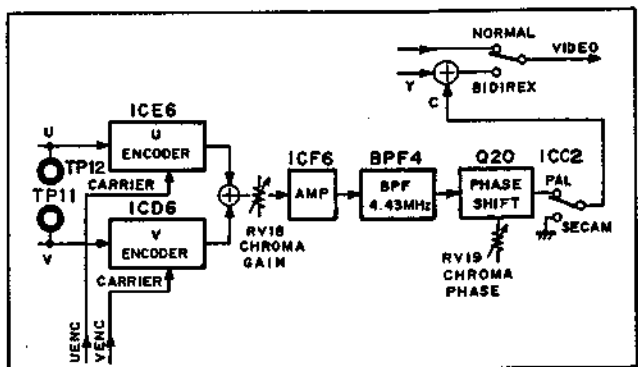 NORMAL
VIDEO
Y
C
BIDIREX
ICE6
U
U
ENCODER
TP12
CARRIER
TP11
ICD6
V
V
ENCODER
CARRIER
UENC
VENC
RV18
CHROMA
GAIN
ICF6
AMP
BPF4
BPF
4.43MHz
Q20
PHASE
SHIFT
RV19
CHROMA
PHASE
ICC2
PAL
SECAM